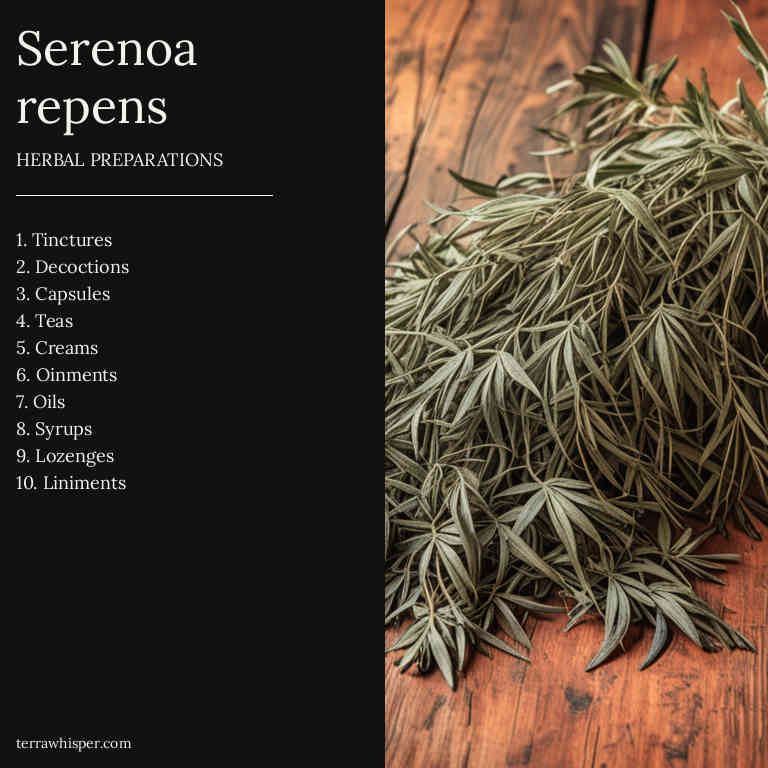 Serenoa
repens
HERBAL PREPARATIONS
1. Tinctures
2. Decoctions
3. Capsules
4. Teas
5. Creams
6. Oinments
7. Oils
8. Syrups
9. Lozenges
10. Liniments
terrawhisper.com